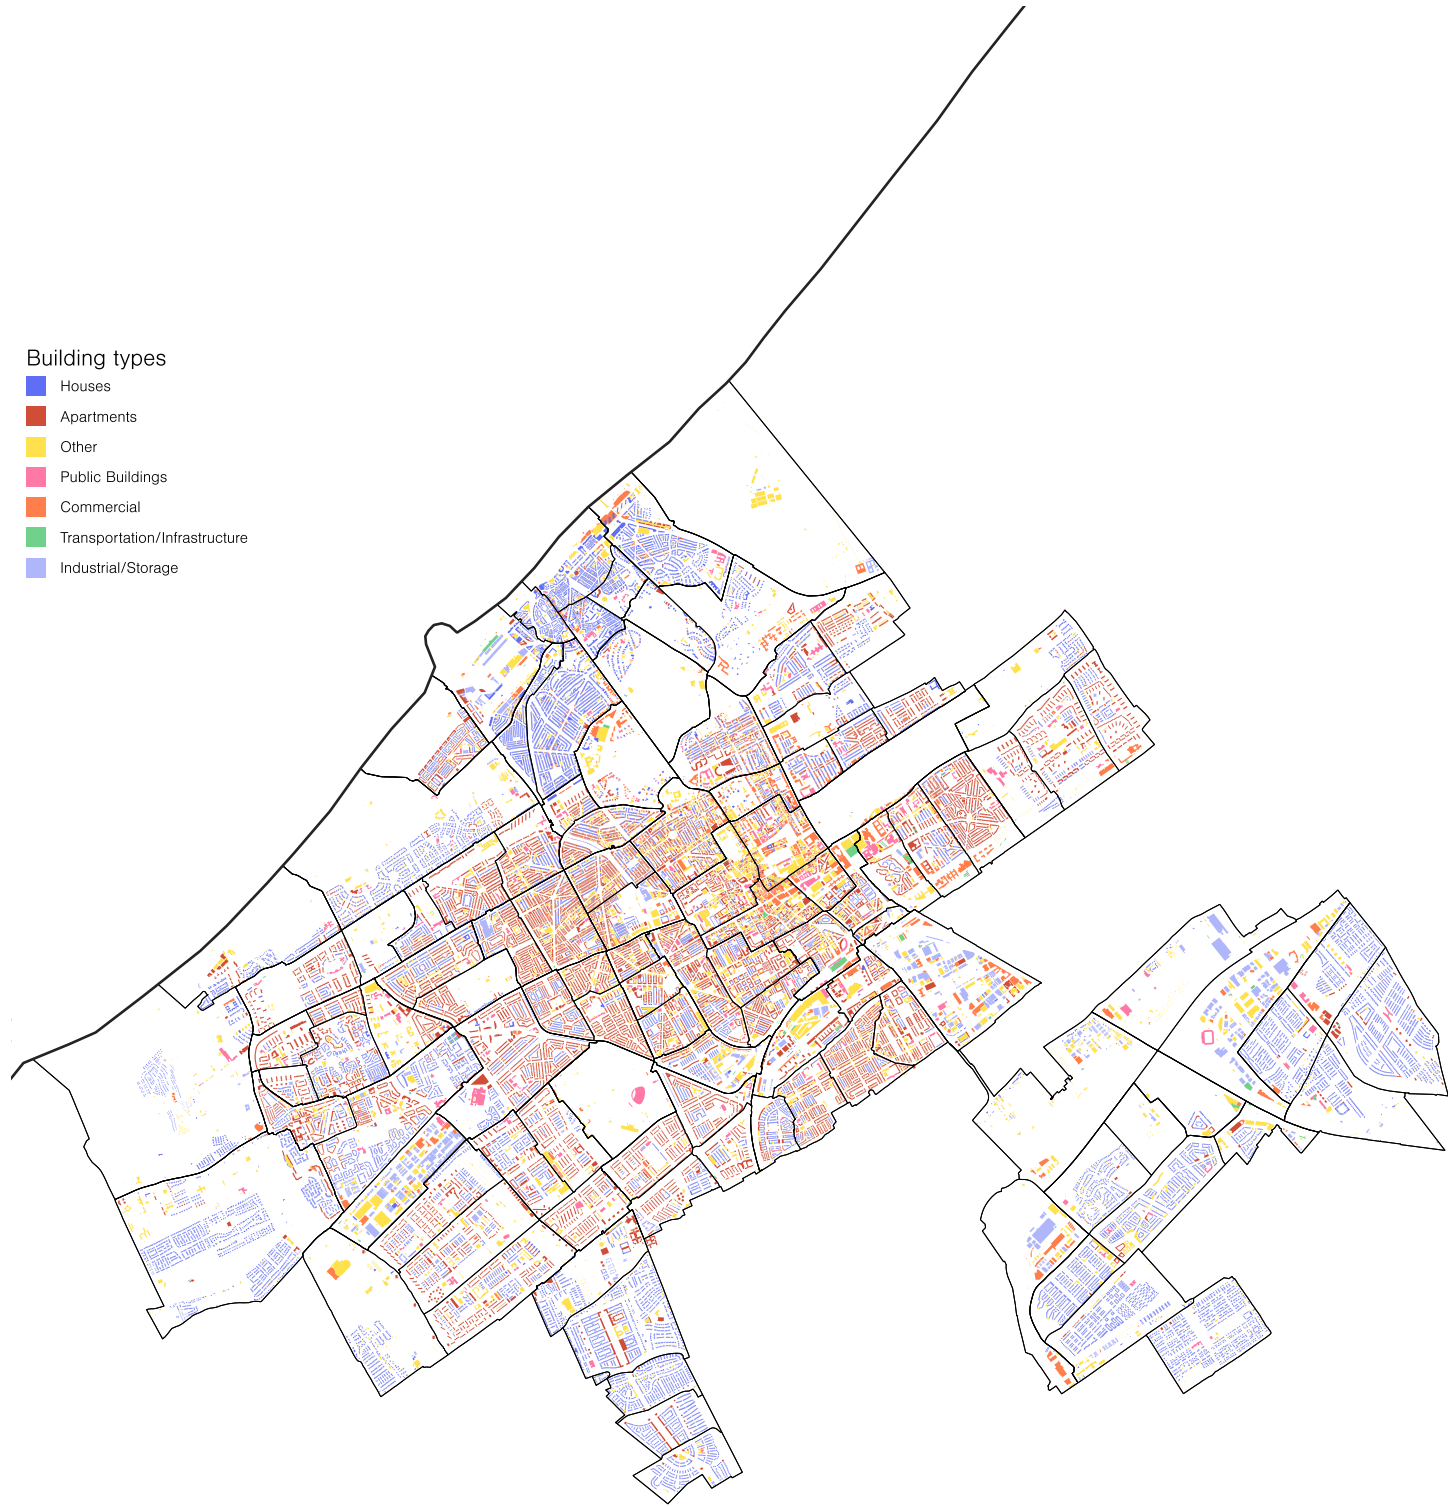 Building types
Houses
Apartments
Other
Public Buildings
Commercial
Transportation/Infrastructure
Industrial/Storage